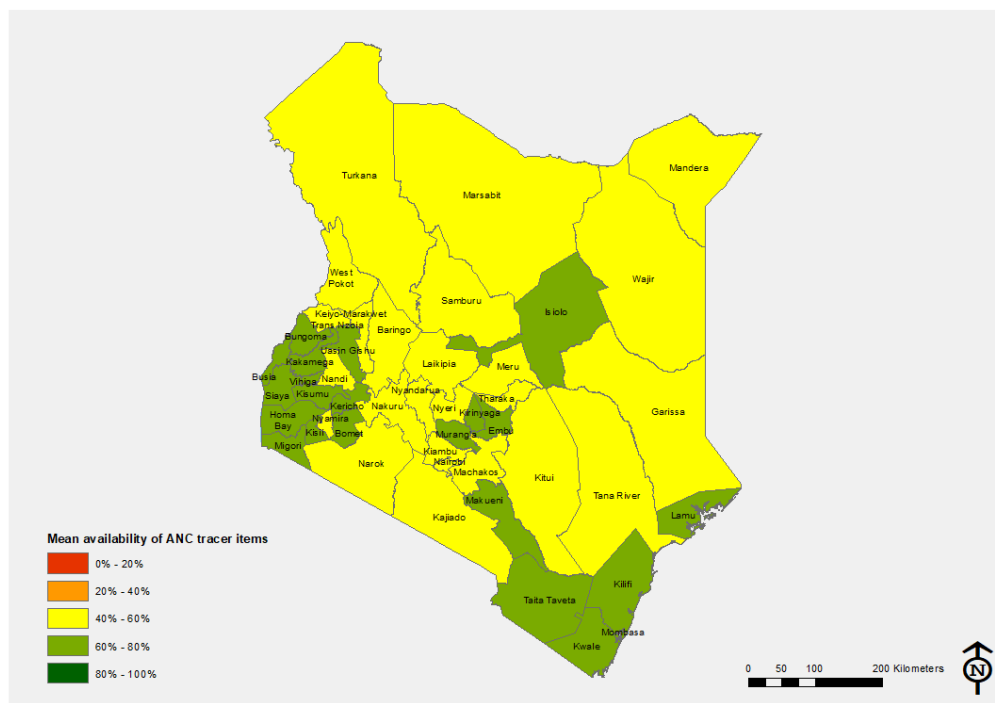 Mandera
Turkana
Marsabit
West
Pokot
Wajir
Samburu
Isiolo
Keiyo-Marakwet
Trans Nzoia
Baringo
Bungoma
Uasin Gishu
Kakamega
Laikipia
Meru
Busia
Vihiga
Nandi
Siaya
Kisumu
Nyandarua
Tharaka
Kericho
Nakuru
Nyeri
Kirinyaga
Garissa
Homa
Bay
Nyamira
Kisii
Bomet
Muranga
Embu
Migori
Kiambu
Nairobi
Narok
Machakos
Kitui
Tana River
Makueni
Kajiado
Lamu
Mean availability of ANC tracer items
0% - 20%
20% - 40%
40% - 60%
60% - 80%
80% - 100%
Kilifi
Taita Taveta
Mombasa
Kwale
0 50 100 200 Kilometers
N